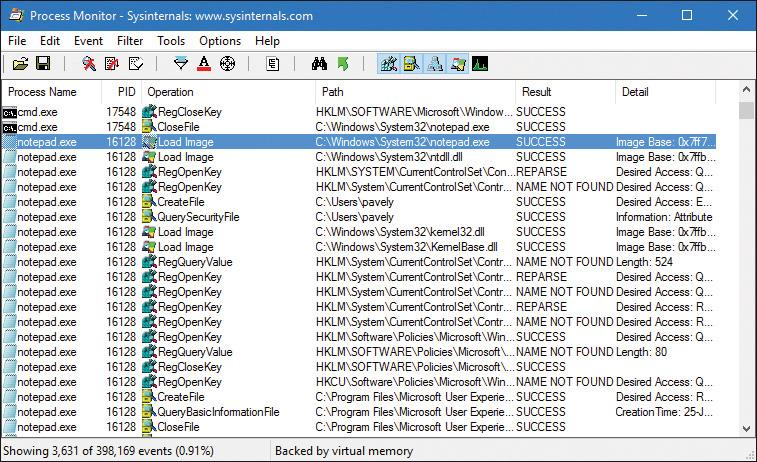 Process Monitor - Sysinternals: www.sysinternals.com
File Edit Event Filter Tools Options Help
Process Name PID Operation Path Result Detail
cmd.exe 17548 RegCloseKey HKLM\SOFTWARE\Microsoft\Window... SUCCESS
cmd.exe 17548 CloseFile C:\Windows\System32\notepad.exe SUCCESS
notepad.exe 16128 Load Image C:\Windows\System32\notepad.exe SUCCESS Image Base: 0x7ff7...
notepad.exe 16128 Load Image C:\Windows\System32\ntdll.dll SUCCESS Image Base: 0x7ffb...
notepad.exe 16128 RegOpenKey HKLM\SYSTEM\CurrentControlSet\Con... REPARSE Desired Access: Q...
notepad.exe 16128 RegOpenKey HKLM\System\CurrentControlSet\Contr... NAME NOT FOUND Desired Access: Q...
notepad.exe 16128 CreateFile C:\Users\pavely SUCCESS Desired Access: E...
notepad.exe 16128 QuerySecurityFile C:\Users\pavely SUCCESS Information: Attribute
notepad.exe 16128 Load Image C:\Windows\System32\kernel32.dll SUCCESS Image Base: 0x7ffb...
notepad.exe 16128 Load Image C:\Windows\System32\KernelBase.dll SUCCESS Image Base: 0x7ffb...
notepad.exe 16128 RegQueryValue HKLM\System\CurrentControlSet\Contr... NAME NOT FOUND Length: 524
notepad.exe 16128 RegOpenKey HKLM\System\CurrentControlSet\Contr... REPARSE Desired Access: Q...
notepad.exe 16128 RegOpenKey HKLM\System\CurrentControlSet\Contr... NAME NOT FOUND Desired Access: Q...
notepad.exe 16128 RegOpenKey HKLM\System\CurrentControlSet\Contr... REPARSE Desired Access: R...
notepad.exe 16128 RegOpenKey HKLM\System\CurrentControlSet\Contr... NAME NOT FOUND Desired Access: R...
notepad.exe 16128 RegOpenKey HKLM\Software\Policies\Microsoft\Win... SUCCESS Desired Access: Q...
notepad.exe 16128 RegQueryValue HKLM\SOFTWARE\Policies\Microsoft\... NAME NOT FOUND Length: 80
notepad.exe 16128 RegCloseKey HKLM\SOFTWARE\Policies\Microsoft\... SUCCESS
notepad.exe 16128 RegOpenKey HKCU\Software\Policies\Microsoft\Win... NAME NOT FOUND Desired Access: Q...
notepad.exe 16128 CreateFile C:\Program Files\Microsoft User Experie... SUCCESS Desired Access: R...
notepad.exe 16128 QueryBasicInformationFile C:\Program Files\Microsoft User Experie... SUCCESS CreationTime: 25-J...
notepad.exe 16128 CloseFile C:\Program Files\Microsoft User Experie... SUCCESS
Showing 3,631 of 398,169 events (0.91%) Backed by virtual memory